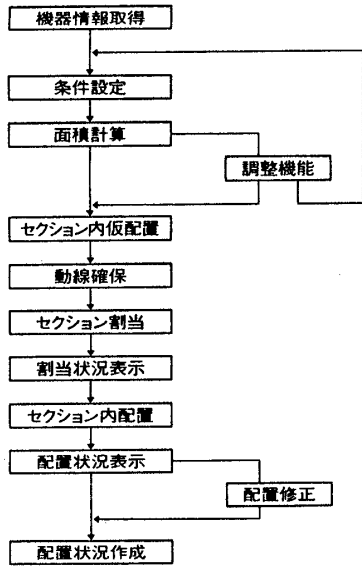 機器情報取得
条件設定
面積計算
調整機能
セクション内仮配置
動線確保
セクション割当
割当状況表示
セクション内配置
配置状況表示
配置修正
配置状況作成